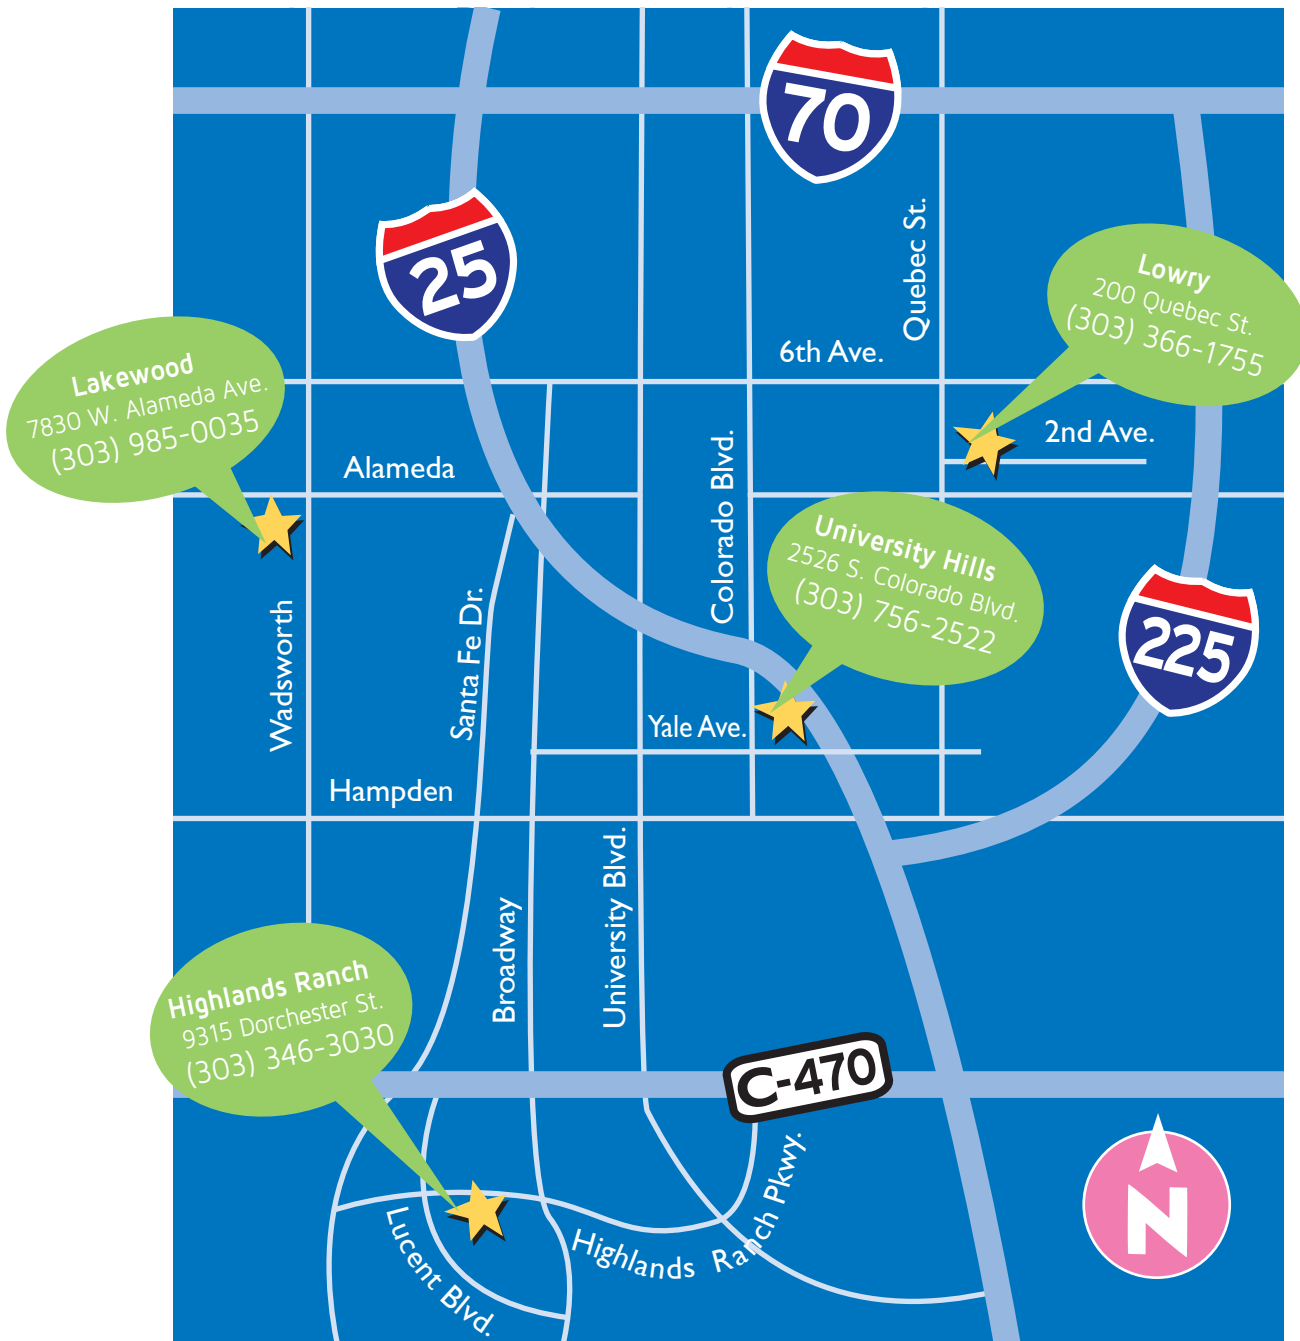 70
25
Quebec St.
Lowry
200 Quebec St.
(303) 366-1755
6th Ave.
Lakewood
7830 W. Alameda Ave.
(303) 985-0035
2nd Ave.
Alameda
Colorado Blvd.
University Hills
2526 S. Colorado Blvd.
(303) 756-2522
225
Wadsworth
Santa Fe Dr.
Yale Ave.
Hampden
University Blvd.
Broadway
Highlands Ranch
9315 Dorchester St.
(303) 346-3030
C-470
Highlands Ranch Pkwy.
Lucent Blvd.
N